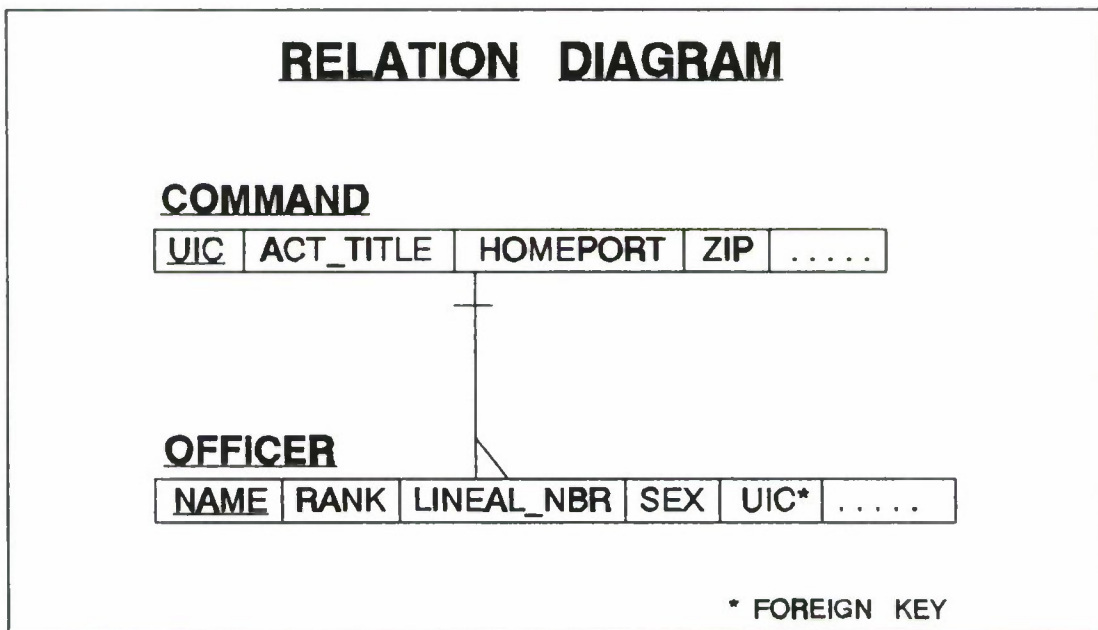 RELATION DIAGRAM
COMMAND
UIC ACT_TITLE HOMEPORT ZIP .....
OFFICER
NAME RANK LINEAL_NBR SEX UIC* .....
* FOREIGN KEY